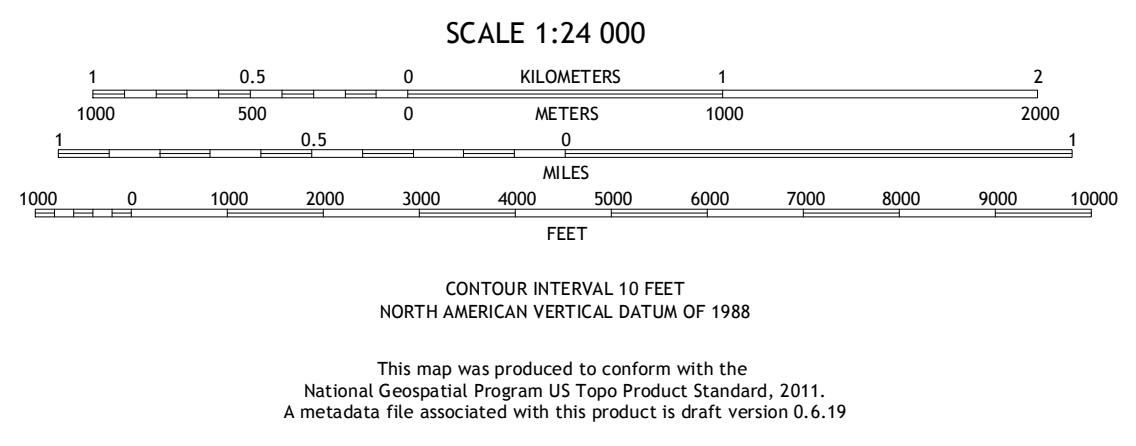 SCALE 1:24 000
1 0.5 0 KILOMETERS 1 2
1000 500 0 METERS 1000 2000
1 0.5 0 1
MILES
1000 0 1000 2000 3000 4000 5000 6000 7000 8000 9000 10000
FEET
CONTOUR INTERVAL 10 FEET
NORTH AMERICAN VERTICAL DATUM OF 1988
This map was produced to conform with the
National Geospatial Program US Topo Product Standard, 2011.
A metadata file associated with this product is draft version 0.6.19